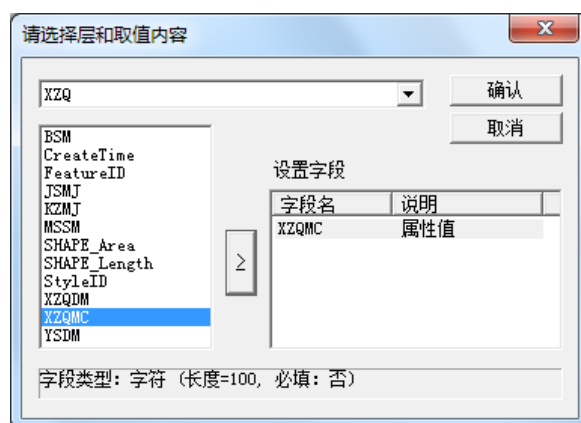 请选择层和取值内容
XZQ
确认
取消
BSM
CreateTime
FeatureID
JSMJ
KZMJ
MSSM
SHAPE_Area
SHAPE_Length
StyleID
XZQDM
XZQMC
YSDM
≥
设置字段
字段名 说明
XZQMC 属性值
字段类型: 字符 (长度=100, 必填: 否)